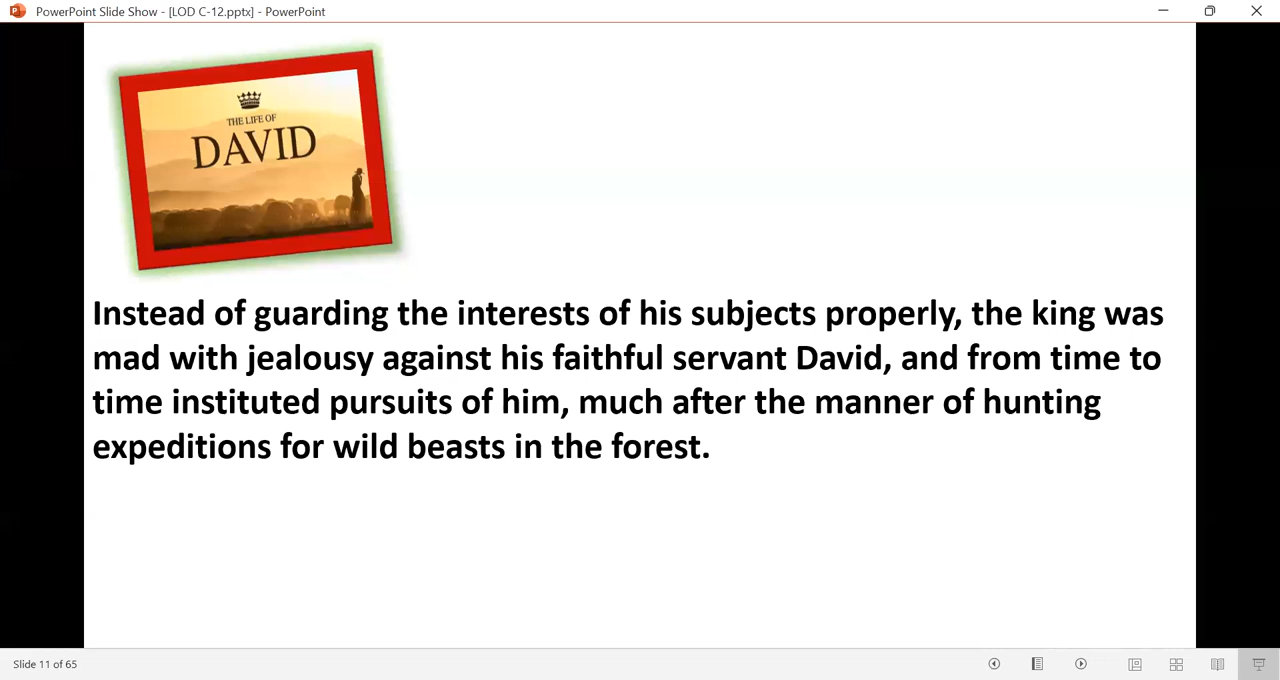 PowerPoint Slide Show - [LOD C-12.pptx] - PowerPoint
THE LIFE OF
DAVID
Instead of guarding the interests of his subjects properly, the king was
mad with jealousy against his faithful servant David, and from time to
time instituted pursuits of him, much after the manner of hunting
expeditions for wild beasts in the forest.
Slide 11 of 65